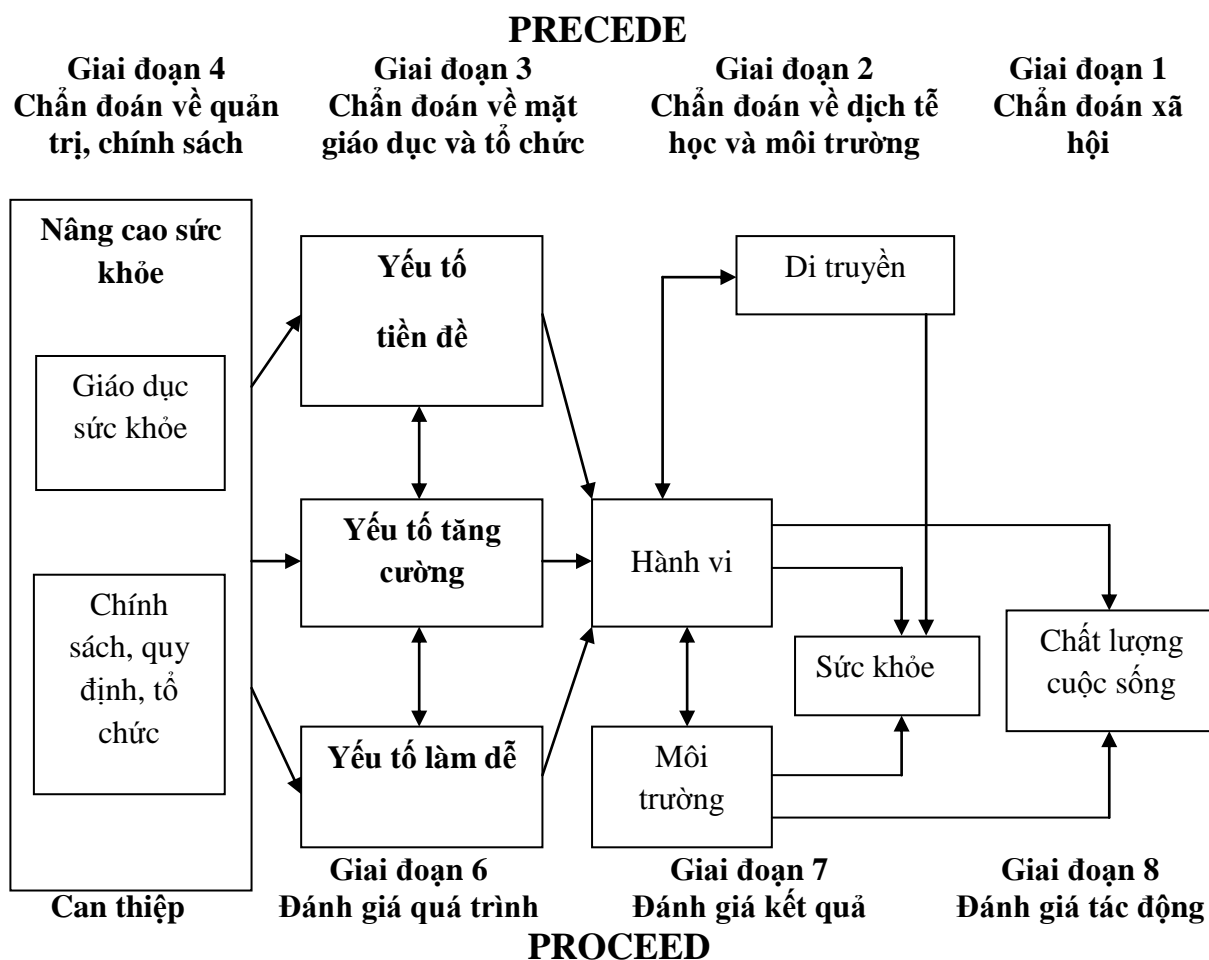 PRECEDE
Giai đoạn 4
Chẩn đoán về quản
trị, chính sách
Giai đoạn 3
Chẩn đoán về mặt
giáo dục và tổ chức
Giai đoạn 2
Chẩn đoán về dịch tễ
học và môi trường
Giai đoạn 1
Chẩn đoán xã
hội
Nâng cao sức
khỏe
Giáo dục
sức khỏe
Chính
sách, quy
định, tổ
chức
Yếu tố
tiền đề
Yếu tố tăng
cường
Yếu tố làm dễ
Di truyền
Hành vi
Môi
trường
Sức khỏe
Chất lượng
cuộc sống
Can thiệp
Giai đoạn 6
Đánh giá quá trình
Giai đoạn 7
Đánh giá kết quả
Giai đoạn 8
Đánh giá tác động
PROCEED